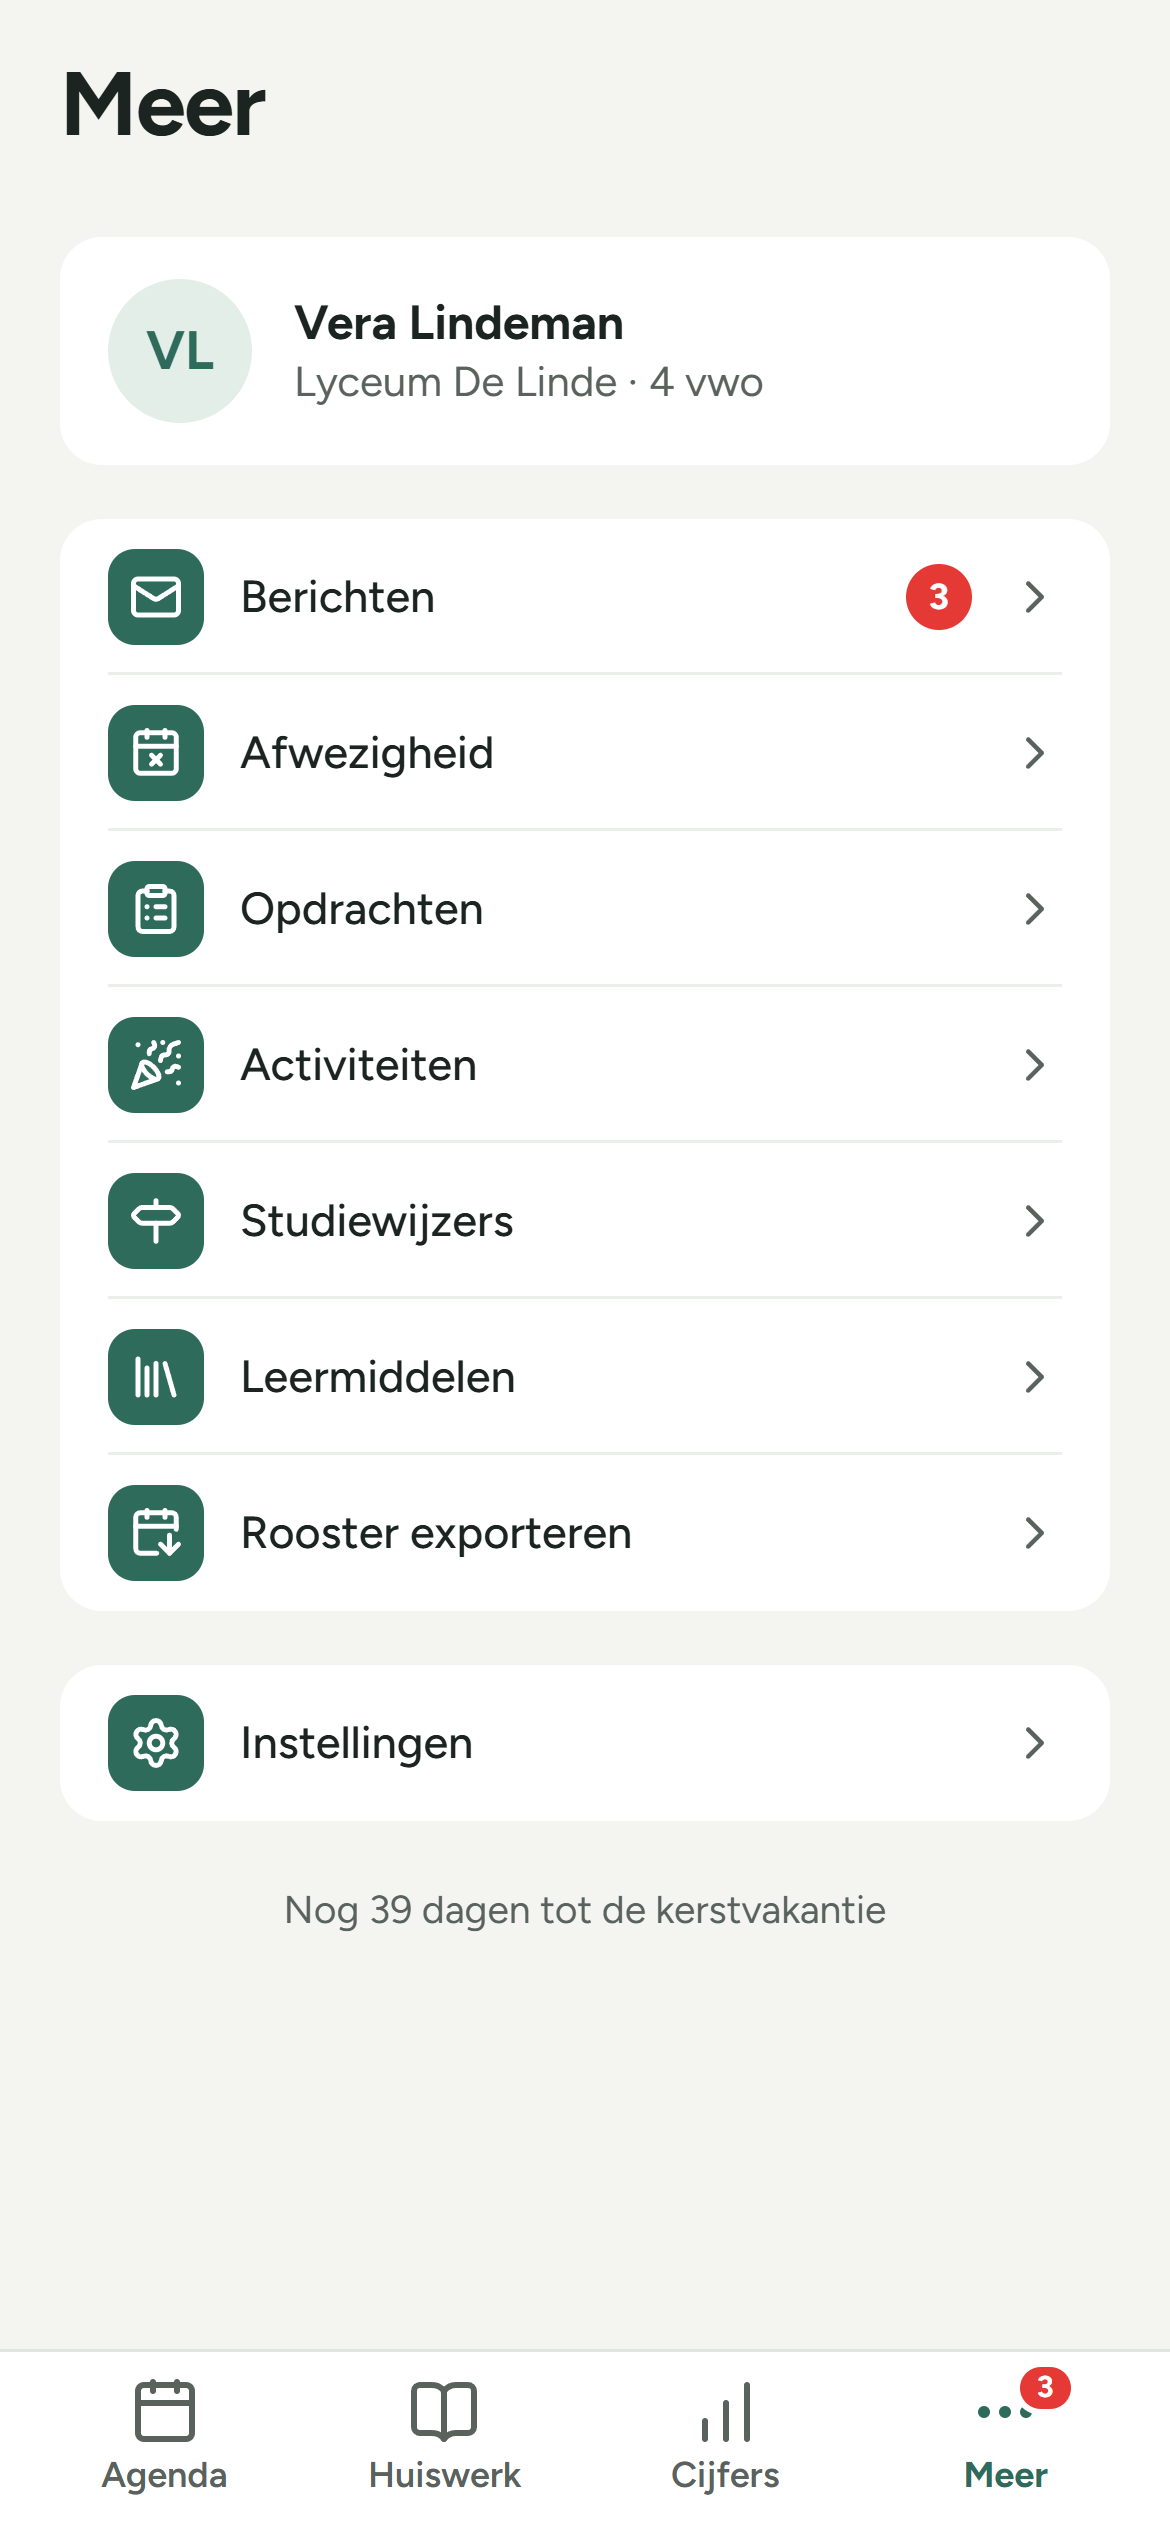 Meer
VL
Vera Lindeman
Lyceum De Linde · 4 vwo
Berichten
3
Afwezigheid
Opdrachten
Activiteiten
Studiewijzers
Leermiddelen
Rooster exporteren
Instellingen
Nog 39 dagen tot de kerstvakantie
3
Agenda
Huiswerk
Cijfers
Meer